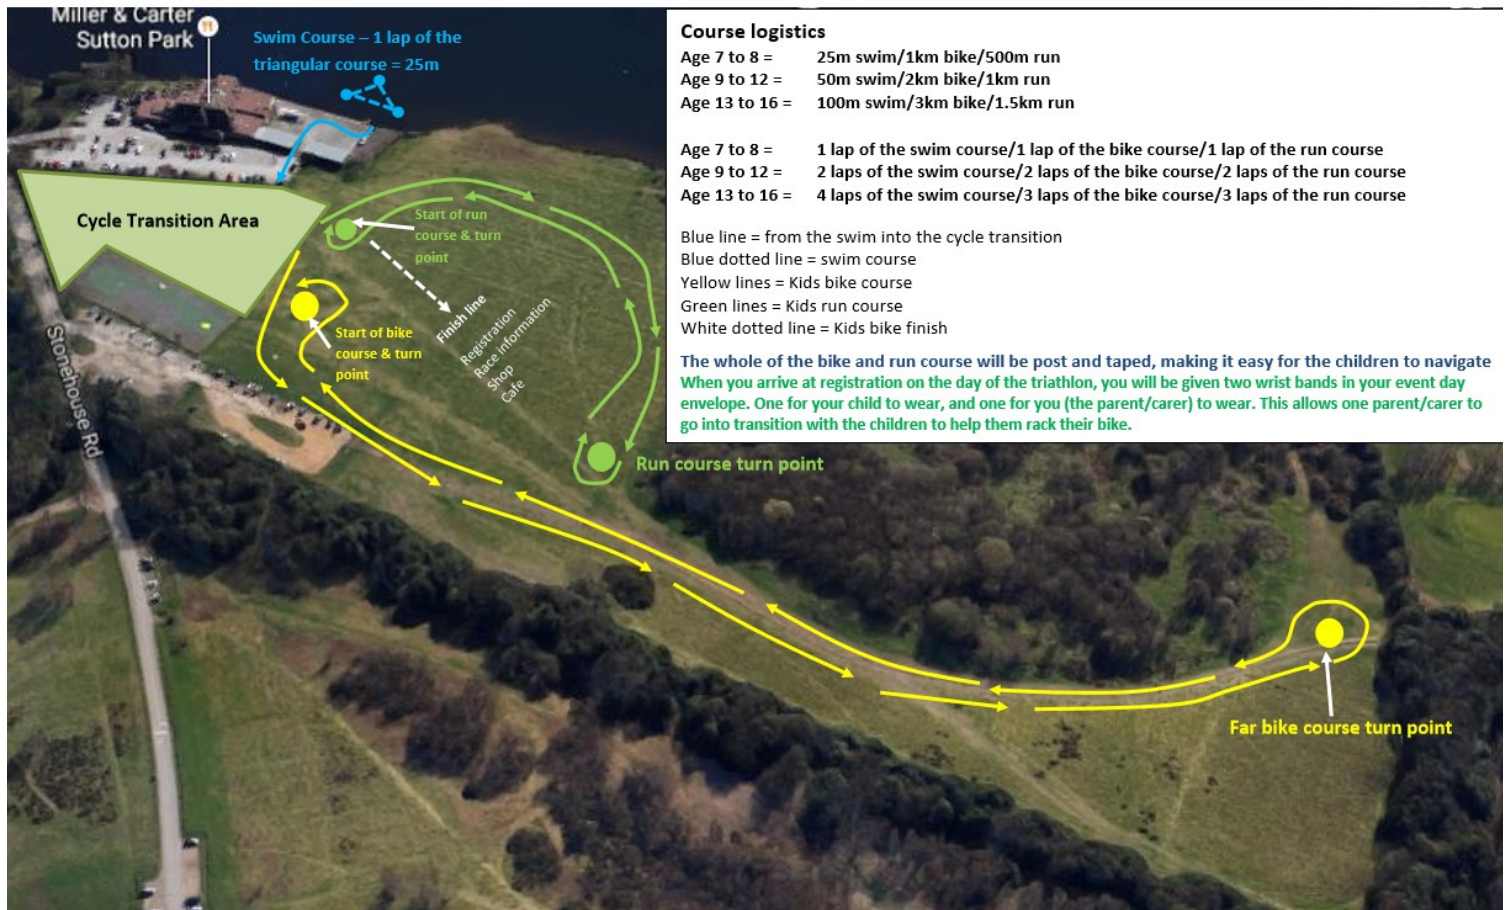 Miller & Carter
Sutton Park
Swim Course – 1 lap of the
triangular course = 25m
Cycle Transition Area
Start of run
course & turn
point
Finish line
Registration
Race information
Shop
Cafe
Start of bike
course & turn
point
Stonehouse Rd
Run course turn point
Far bike course turn point
Course logistics
Age 7 to 8 = 25m swim/1km bike/500m run
Age 9 to 12 = 50m swim/2km bike/1km run
Age 13 to 16 = 100m swim/3km bike/1.5km run
Age 7 to 8 = 1 lap of the swim course/1 lap of the bike course/1 lap of the run course
Age 9 to 12 = 2 laps of the swim course/2 laps of the bike course/2 laps of the run course
Age 13 to 16 = 4 laps of the swim course/3 laps of the bike course/3 laps of the run course
Blue line = from the swim into the cycle transition
Blue dotted line = swim course
Yellow lines = Kids bike course
Green lines = Kids run course
White dotted line = Kids bike finish
The whole of the bike and run course will be post and taped, making it easy for the children to navigate
When you arrive at registration on the day of the triathlon, you will be given two wrist bands in your event day
envelope. One for your child to wear, and one for you (the parent/carer) to wear. This allows one parent/carer to
go into transition with the children to help them rack their bike.